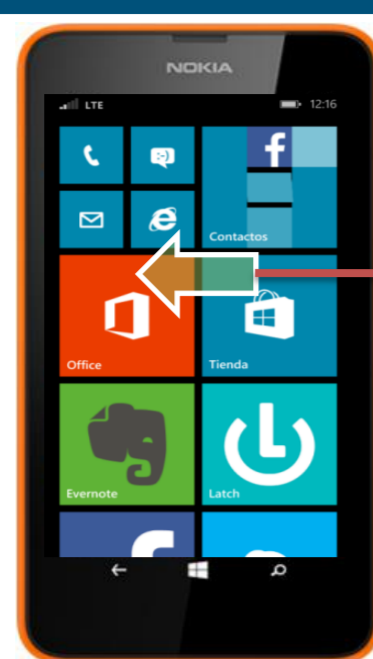 NOKIA
LTE 12:16
Contactos
Office
Tienda
Evernote
Latch